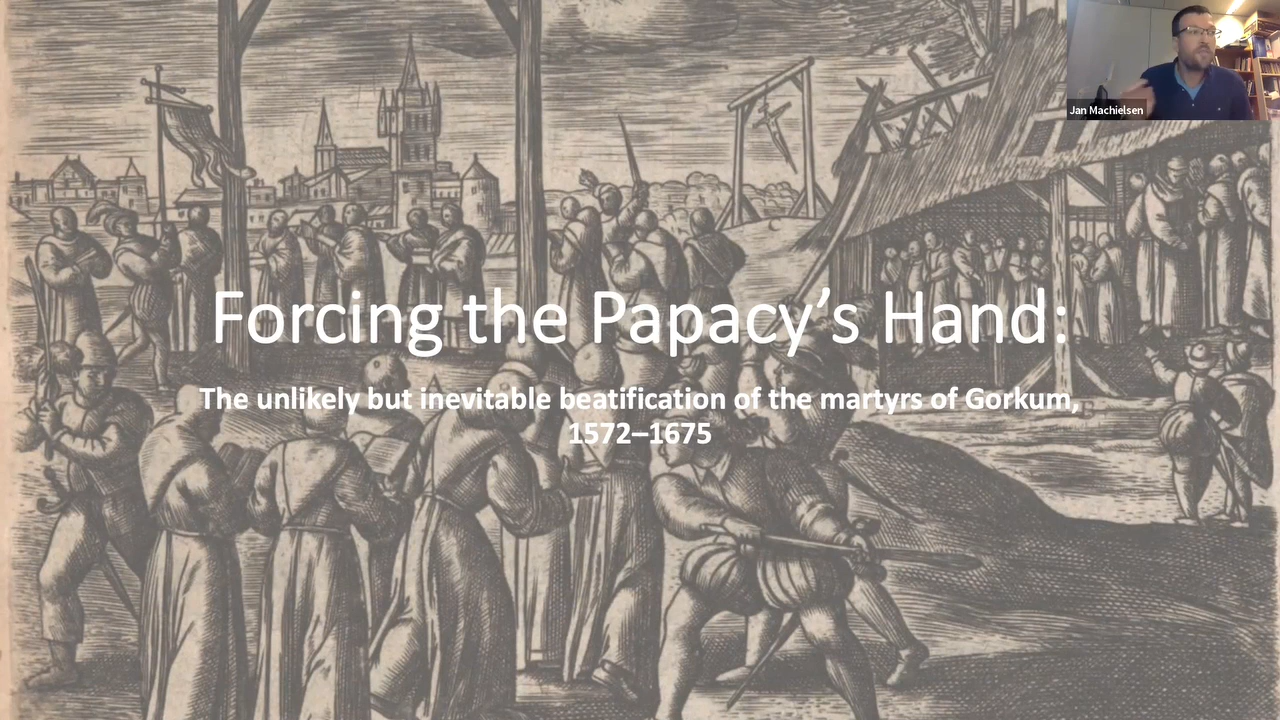 Jan Machielsen
Forcing the Papacy’s Hand:
The unlikely but inevitable beatification of the martyrs of Gorkum,
1572–1675